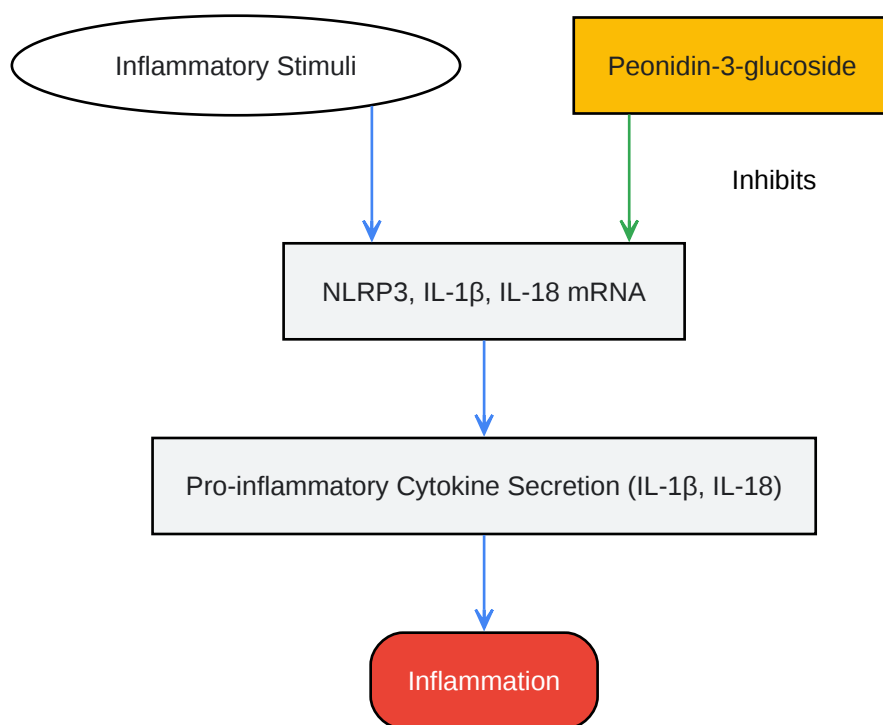 Inflammatory Stimuli
Peonidin-3-glucoside
Inhibits
NLRP3, IL-1β, IL-18 mRNA
Pro-inflammatory Cytokine Secretion (IL-1β, IL-18)
Inflammation